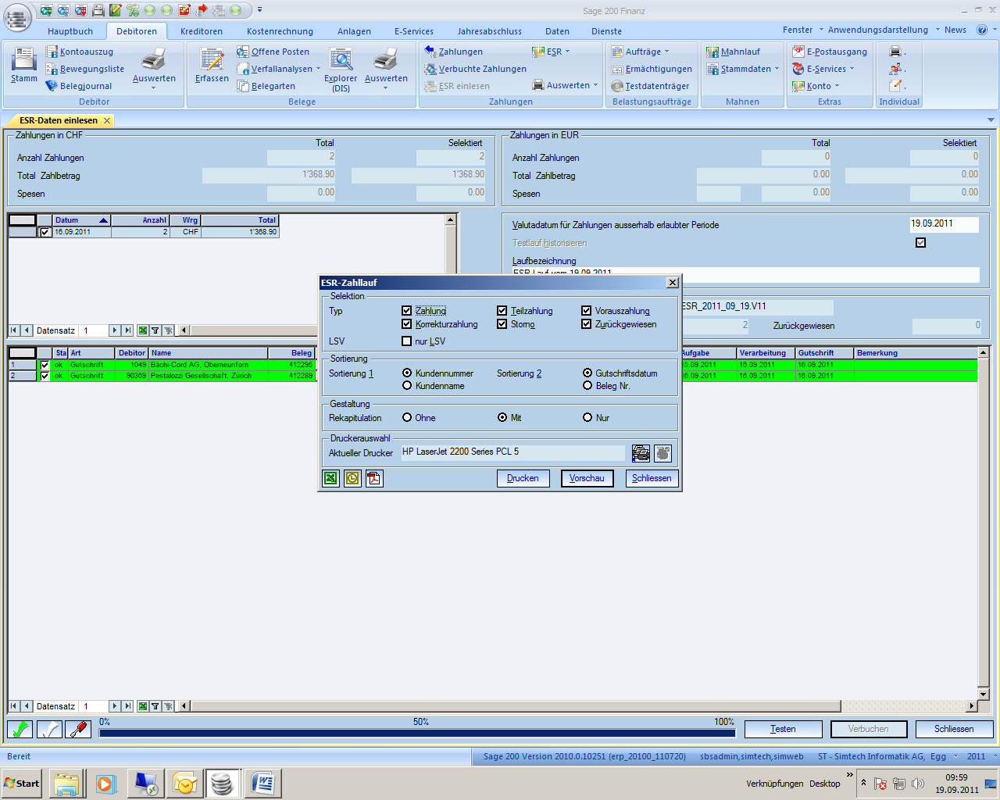 Sage 200 Finanz
Hauptbuch Debitoren Kreditoren Kostenrechnung Anlagen E-Services Jahresabschluss Daten Dienste Fenster Anwendungsdarstellung News
Stamm
Kontoauszug
Bewegungsliste
Belegjournal
Auswerten
Debitor
Erfassen
Offene Posten
Verfallanalysen
Belegarten
Explorer (DIS)
Auswerten
Belege
Zahlungen
Verbuchte Zahlungen
ESR einlesen
ESR
Auswerten
Zahlungen
Aufträge
Ermächtigungen
Testdatenträger
Belastungsaufträge
Mahnlauf
Stammdaten
Mahnen
E-Postausgang
E-Services
Konto
Extras
Individual
ESR-Daten einlesen
Zahlungen in CHF
Total Selektiert
Anzahl Zahlungen 2 2
Total Zahlbetrag 1'368.90 1'368.90
Spesen 0.00 0.00
Zahlungen in EUR
Total Selektiert
Anzahl Zahlungen 0 0
Total Zahlbetrag 0.00 0.00
Spesen 0.00 0.00
Datum Anzahl Wrg Total
16.09.2011 2 CHF 1'368.90
Datensatz 1
Valutadatum für Zahlungen ausserhalb erlaubter Periode 19.09.2011
Testlauf historisieren
Laufbezeichnung
ESR Lauf vom 19.09.2011
ESR_2011_09_19.V11
2 Zurückgewiesen 0
ESR-Zahllauf
Selektion
Typ Zahlung Teilzahlung Vorauszahlung
Korrekturzahlung Storno Zurückgewiesen
LSV nur LSV
Sortierung
Sortierung 1 Kundennummer Sortierung 2 Gutschriftsdatum
Kundenname Beleg Nr.
Gestaltung
Rekapitulation Ohne Mit Nur
Druckerauswahl
Aktueller Drucker HP LaserJet 2200 Series PCL 5
Drucken Vorschau Schliessen
Sta Art Debitor Name Beleg Aufgabe Verarbeitung Gutschrift Bemerkung
1 ok Gutschrift 1049 Bächi-Cord AG, Oberneunforn 412295 15.09.2011 16.09.2011 16.09.2011
2 ok Gutschrift 90369 Pestalozzi Gesellschaft, Zürich 412289 16.09.2011 16.09.2011 16.09.2011
Datensatz 1
0% 50% 100%
Testen Verbuchen Schliessen
Bereit Sage 200 Version 2010.0.10251 (erp_20100_110720) sbsadmin,simtech,simweb ST - Simtech Informatik AG, Egg 2011
Start Verknüpfungen Desktop 09:59
19.09.2011